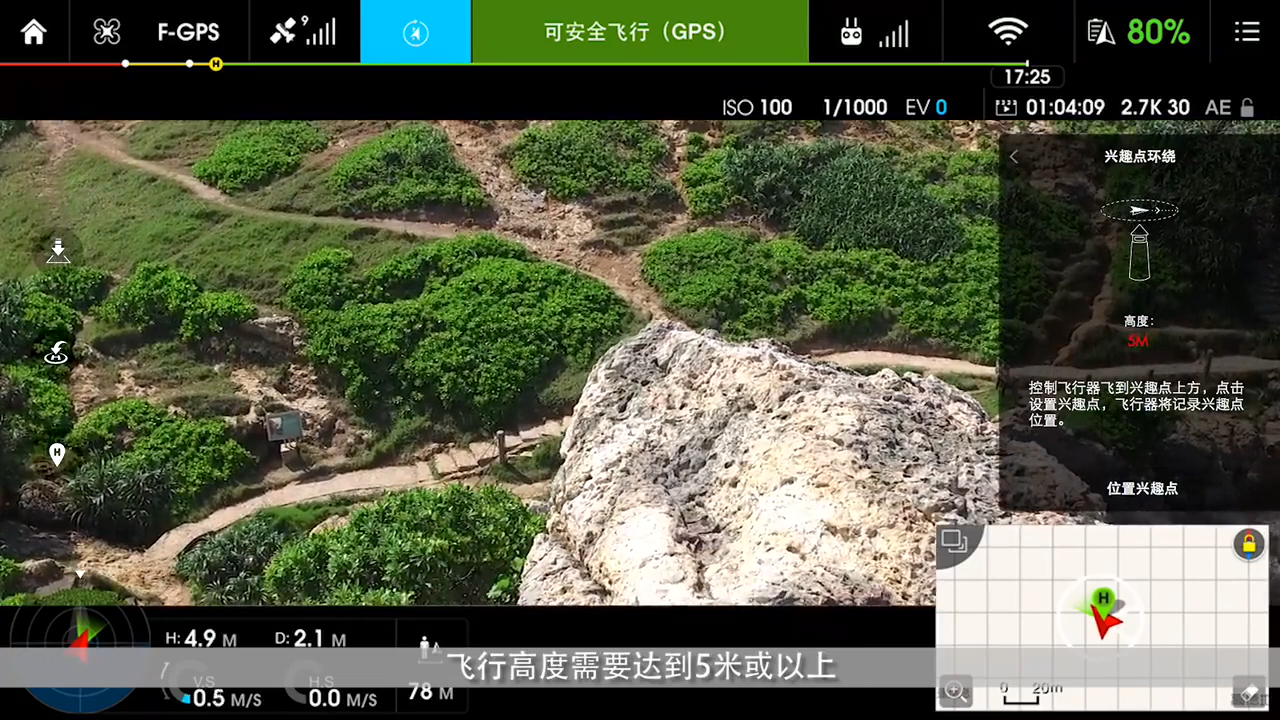 F-GPS
9
可安全飞行（GPS）
80%
H
17:25
ISO 100 1/1000 EV 0
01:04:09 2.7K 30 AE
兴趣点环绕
高度：
5M
控制飞行器飞到兴趣点上方，点击
设置兴趣点，飞行器将记录兴趣点
位置。
位置兴趣点
H
H
H: 4.9 M D: 2.1 M
飞行高度需要达到5米或以上
V.S H.S
0.5 M/S 0.0 M/S
78 M
0 20m